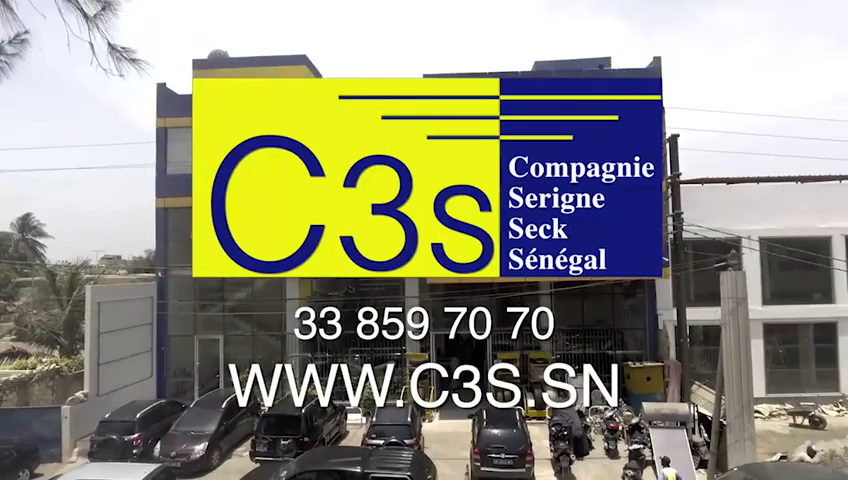 C3s
Compagnie
Serigne
Seck
Sénégal
33 859 70 70
WWW.C3S.SN